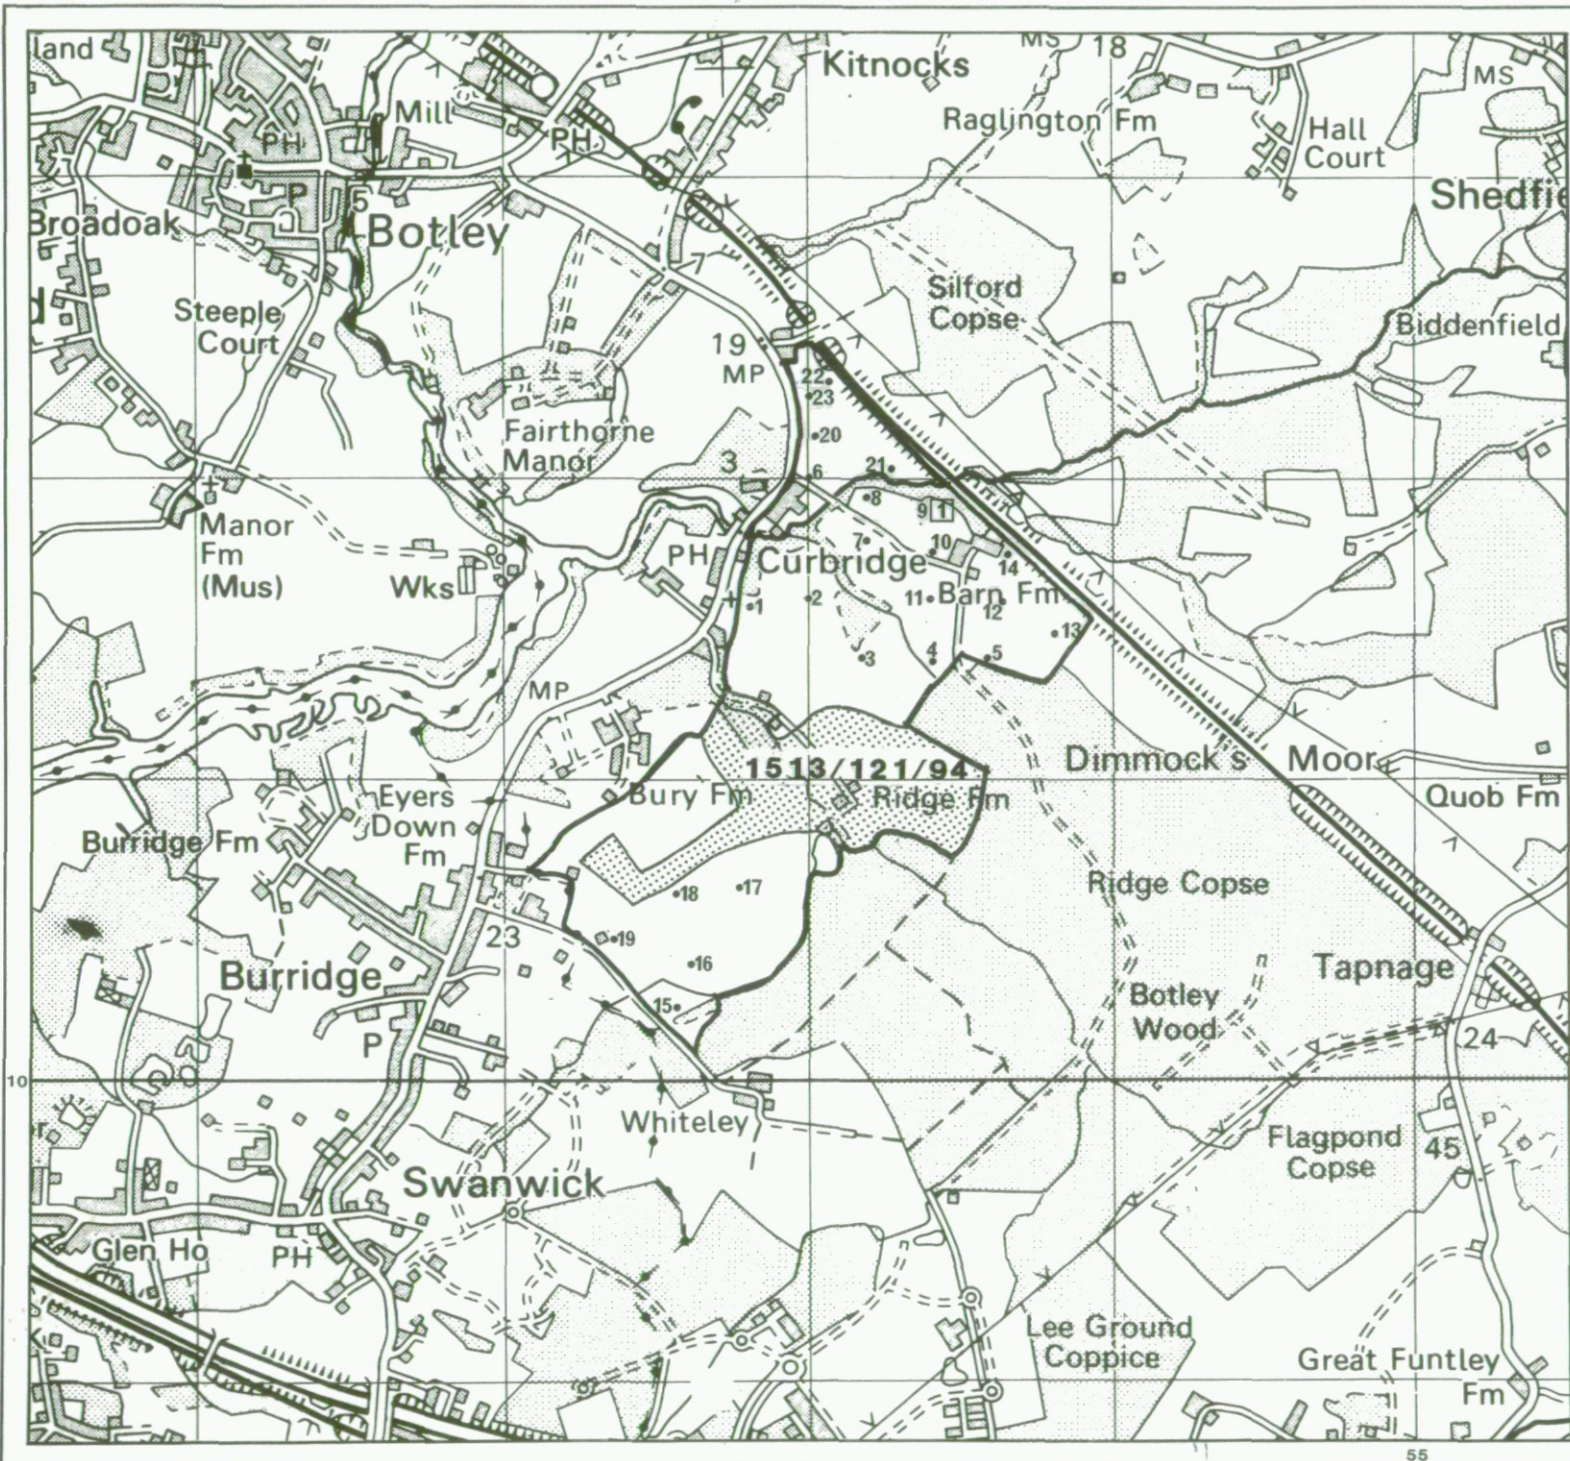 land
MS
18
Kitnocks
MS
Mill
PH
PH
Raglington Fm
Hall
Court
P
5
Broadoak
Botley
7
Silford
Copse
Steeple
Court
Biddenfield
19
MP
22
23
Fairthorne
Manor
20
3
6
21
8
9
1
Manor
Fm
(Mus)
Wks
PH
7
10
Curbridge
14
1
2
11
Barn Fm
12
13
3
4
5
MP
Dimmock's Moor
1513/121/94
Bury Fm
Ridge Fm
Quob Fm
Eyers
Down
Fm
Burridge Fm
18
17
Ridge Copse
23
19
16
15
Burridge
Tapnage
Botley
Wood
P
24
10
Whiteley
Flagpond
Copse
45
Swanwick
Glen Ho
PH
Lee Ground
Coppice
Great Funtley
Fm
55